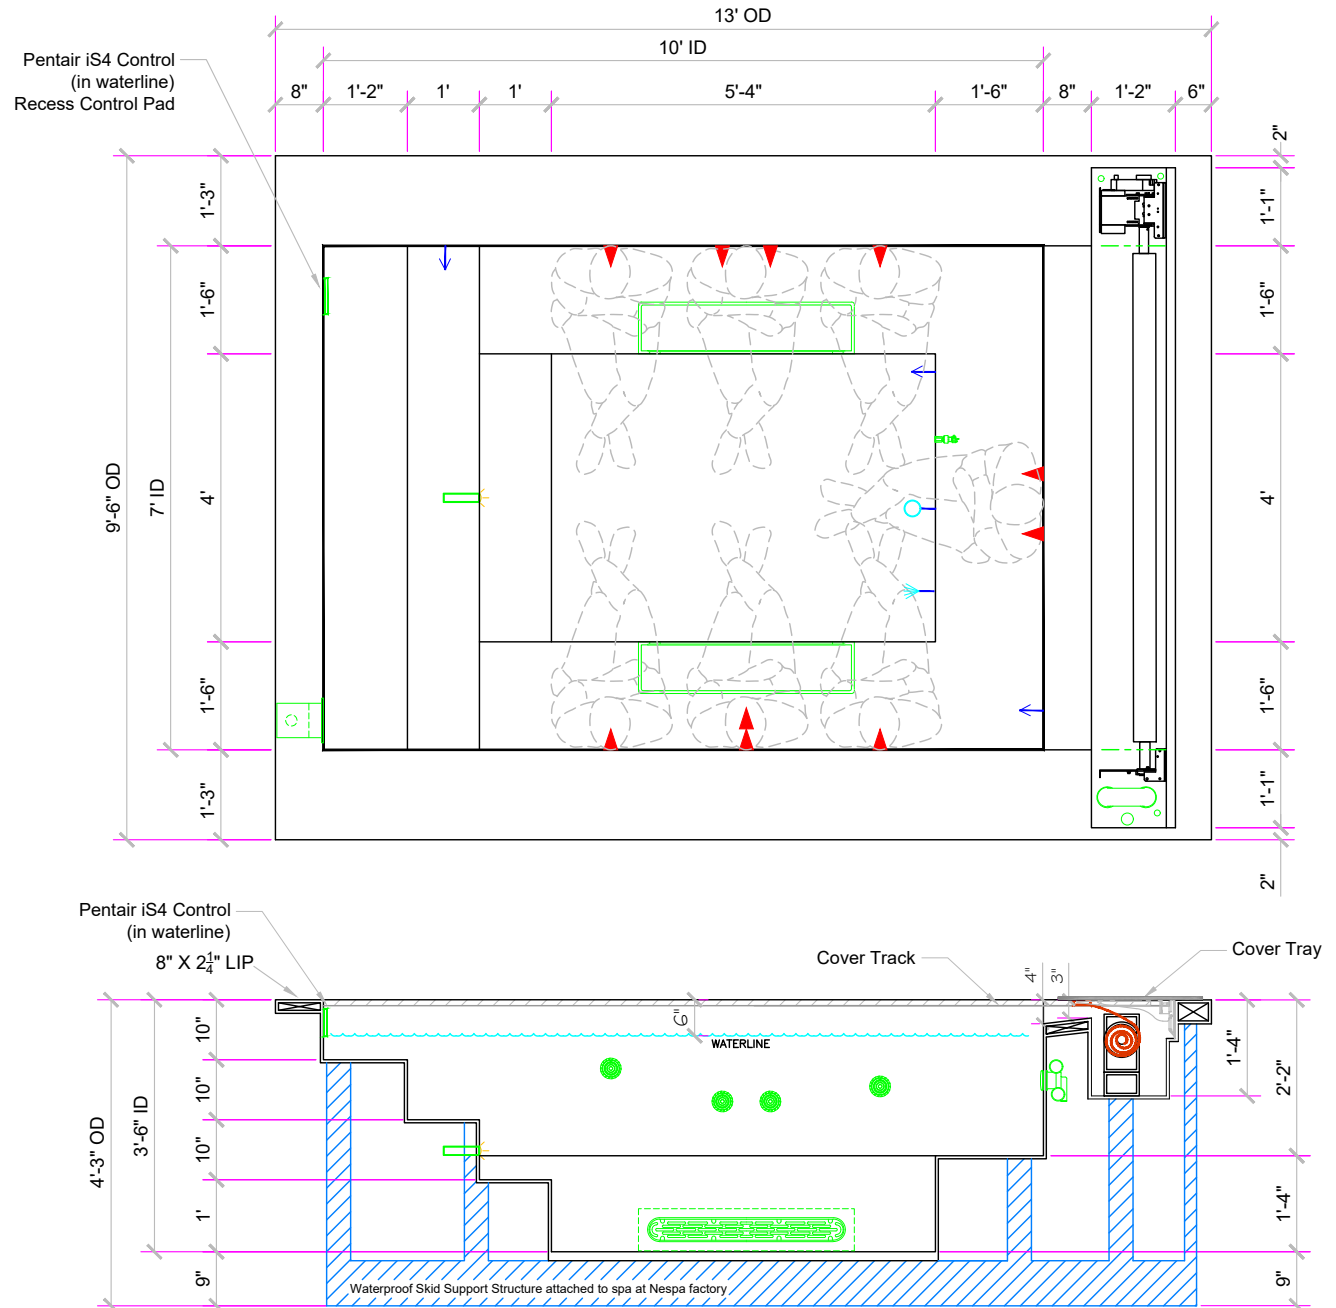 13' OD
10' ID
Pentair iS4 Control
(in waterline)
Recess Control Pad
8" 1'-2" 1' 1' 5'-4" 1'-6" 8" 1'-2" 6"
2"
1'-3"
1'-1"
1'-6"
1'-6"
9'-6" OD
7' ID
4'
4'
1'-6"
1'-6"
1'-3"
1'-1"
2"
Pentair iS4 Control
(in waterline)
8" X 2¼" LIP
Cover Track
4"
3"
Cover Tray
6"
WATERLINE
10"
10"
10"
1'
9"
3'-6" ID
4'-3" OD
1'-4"
2'-2"
1'-4"
9"
Waterproof Skid Support Structure attached to spa at Nespa factory